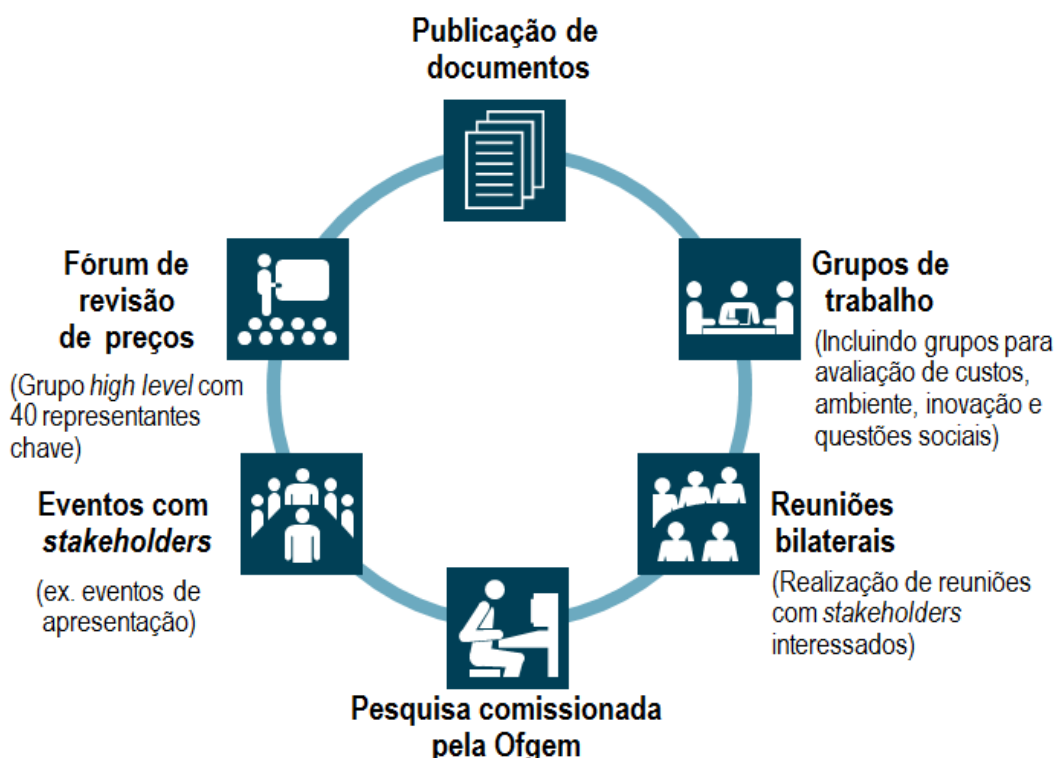 Publicação de
documentos
Grupos de
trabalho
(Incluindo grupos para
avaliação de custos,
ambiente, inovação e
questões sociais)
Reuniões
bilaterais
(Realização de reuniões
com stakeholders
interessados)
Pesquisa comissionada
pela Ofgem
Eventos com
stakeholders
(ex. eventos de
apresentação)
Fórum de
revisão
de preços
(Grupo high level com
40 representantes
chave)